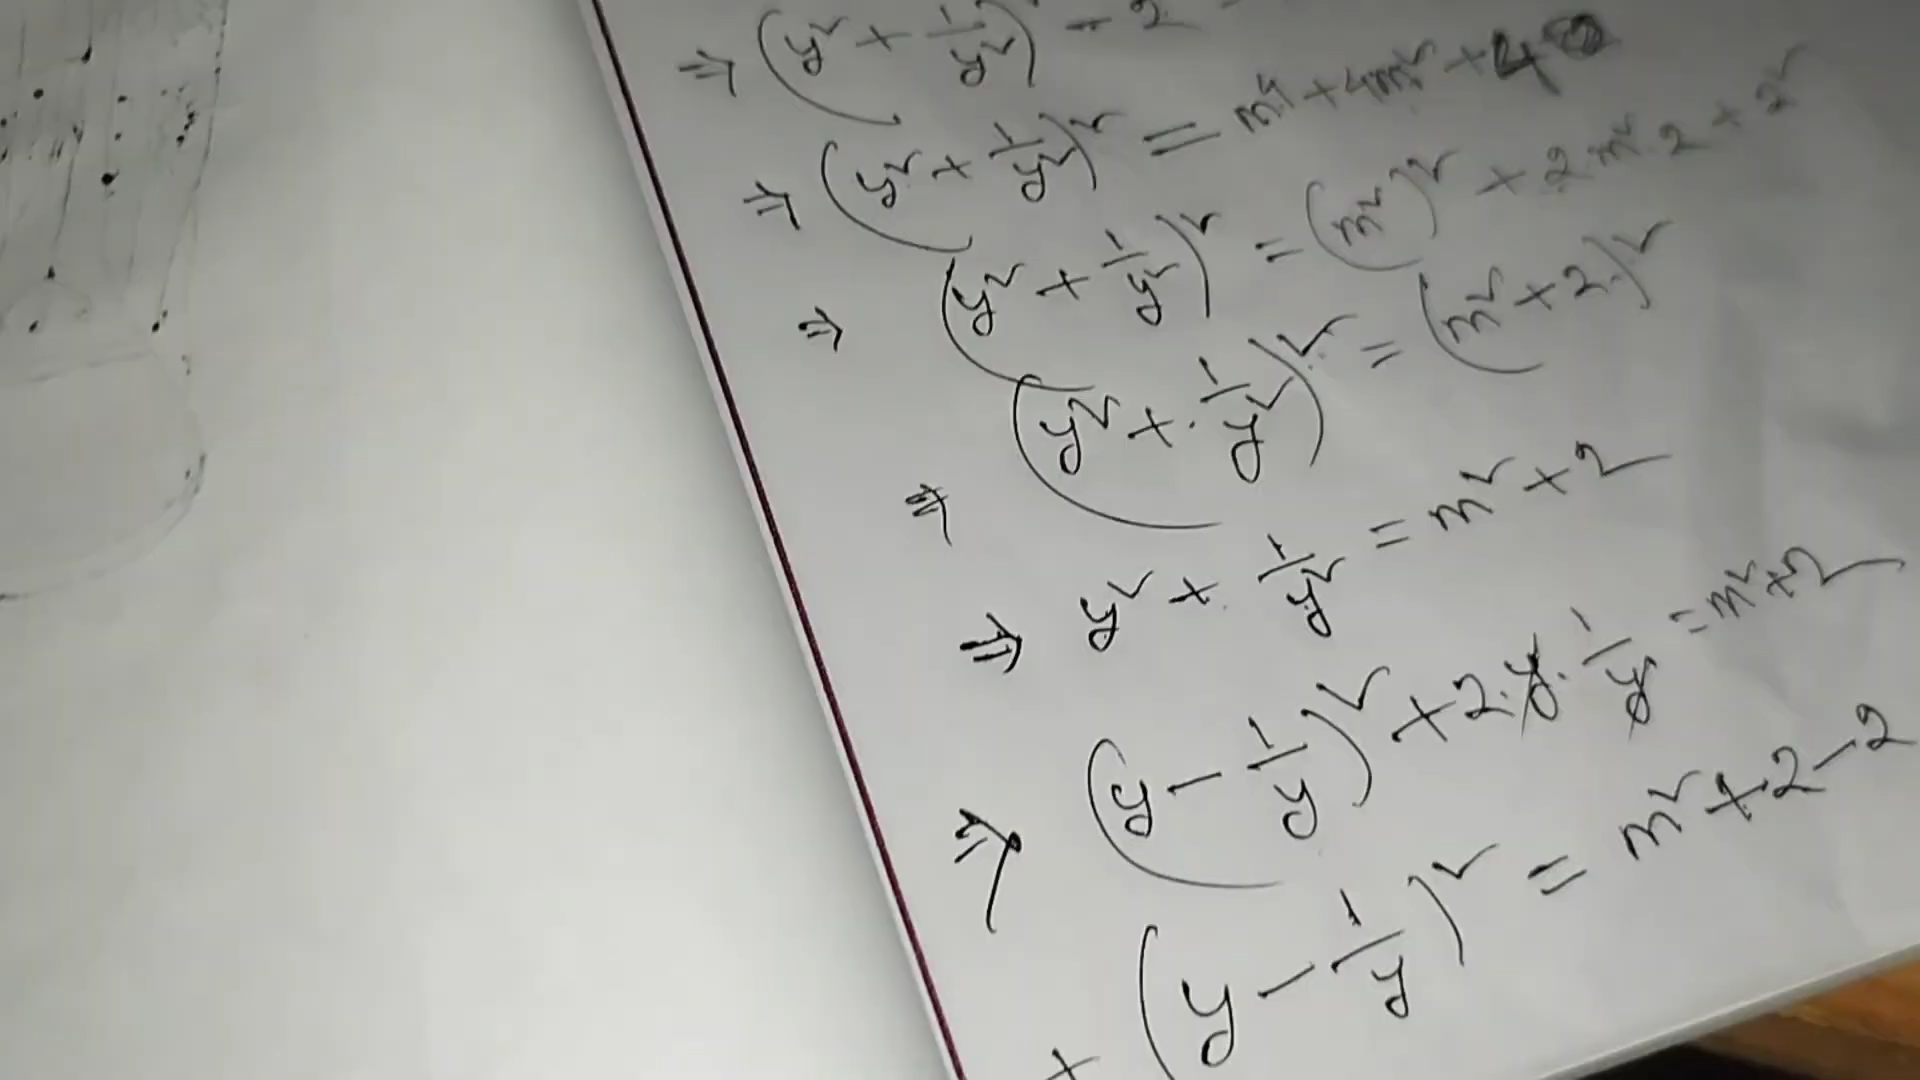 ⇒ (y² + 1/y²)² + 2
⇒ (y² + 1/y²)² = m⁴ + 4m² + 4
⇒ (y² + 1/y²)² = (m²)² + 2.m².2 + 2²
⇒ (y² + 1/y²)² = (m² + 2)²
⇒ y² + 1/y² = m² + 2
⇒ (y - 1/y)² + 2.y.1/y = m² + 2
(y - 1/y)² = m² + 2 - 2